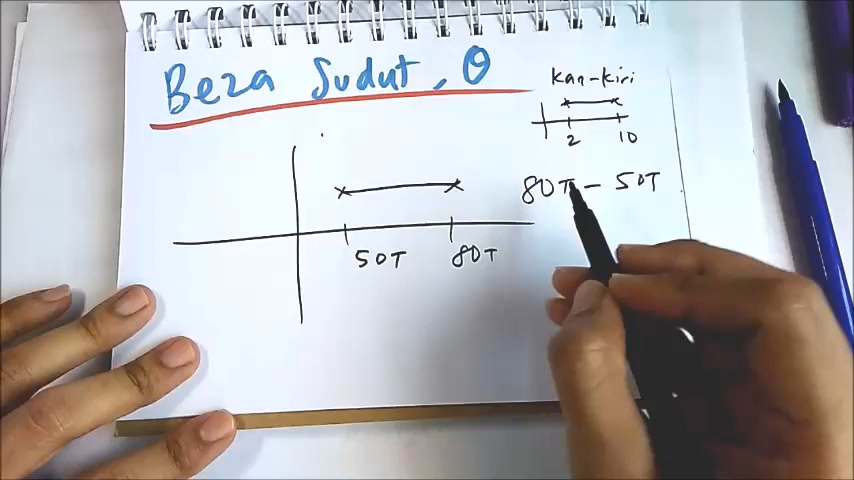 Beza Sudut, θ
Kan-kiri
2 10
80T - 50T
50T 80T